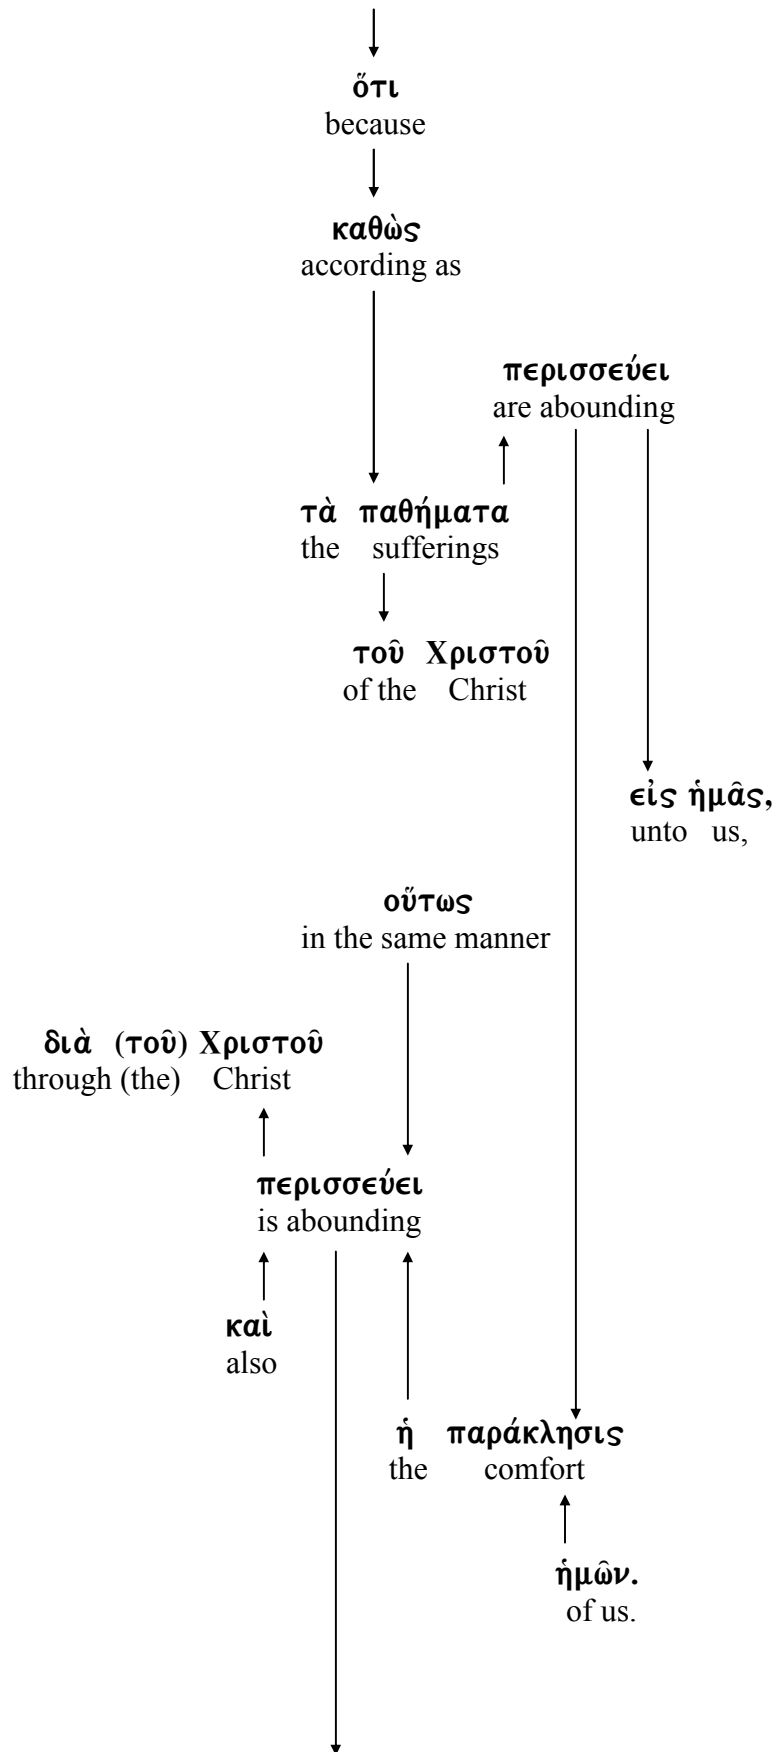 ὅτι
because
καθὼς
according as
περισσεύει
are abounding
τὰ παθήματα
the sufferings
τοῦ Χριστοῦ
of the Christ
εἰς ἡμᾶς,
unto us,
οὕτως
in the same manner
διὰ (τοῦ) Χριστοῦ
through (the) Christ
περισσεύει
is abounding
καὶ
also
ἡ παράκλησις
the comfort
ἡμῶν.
of us.